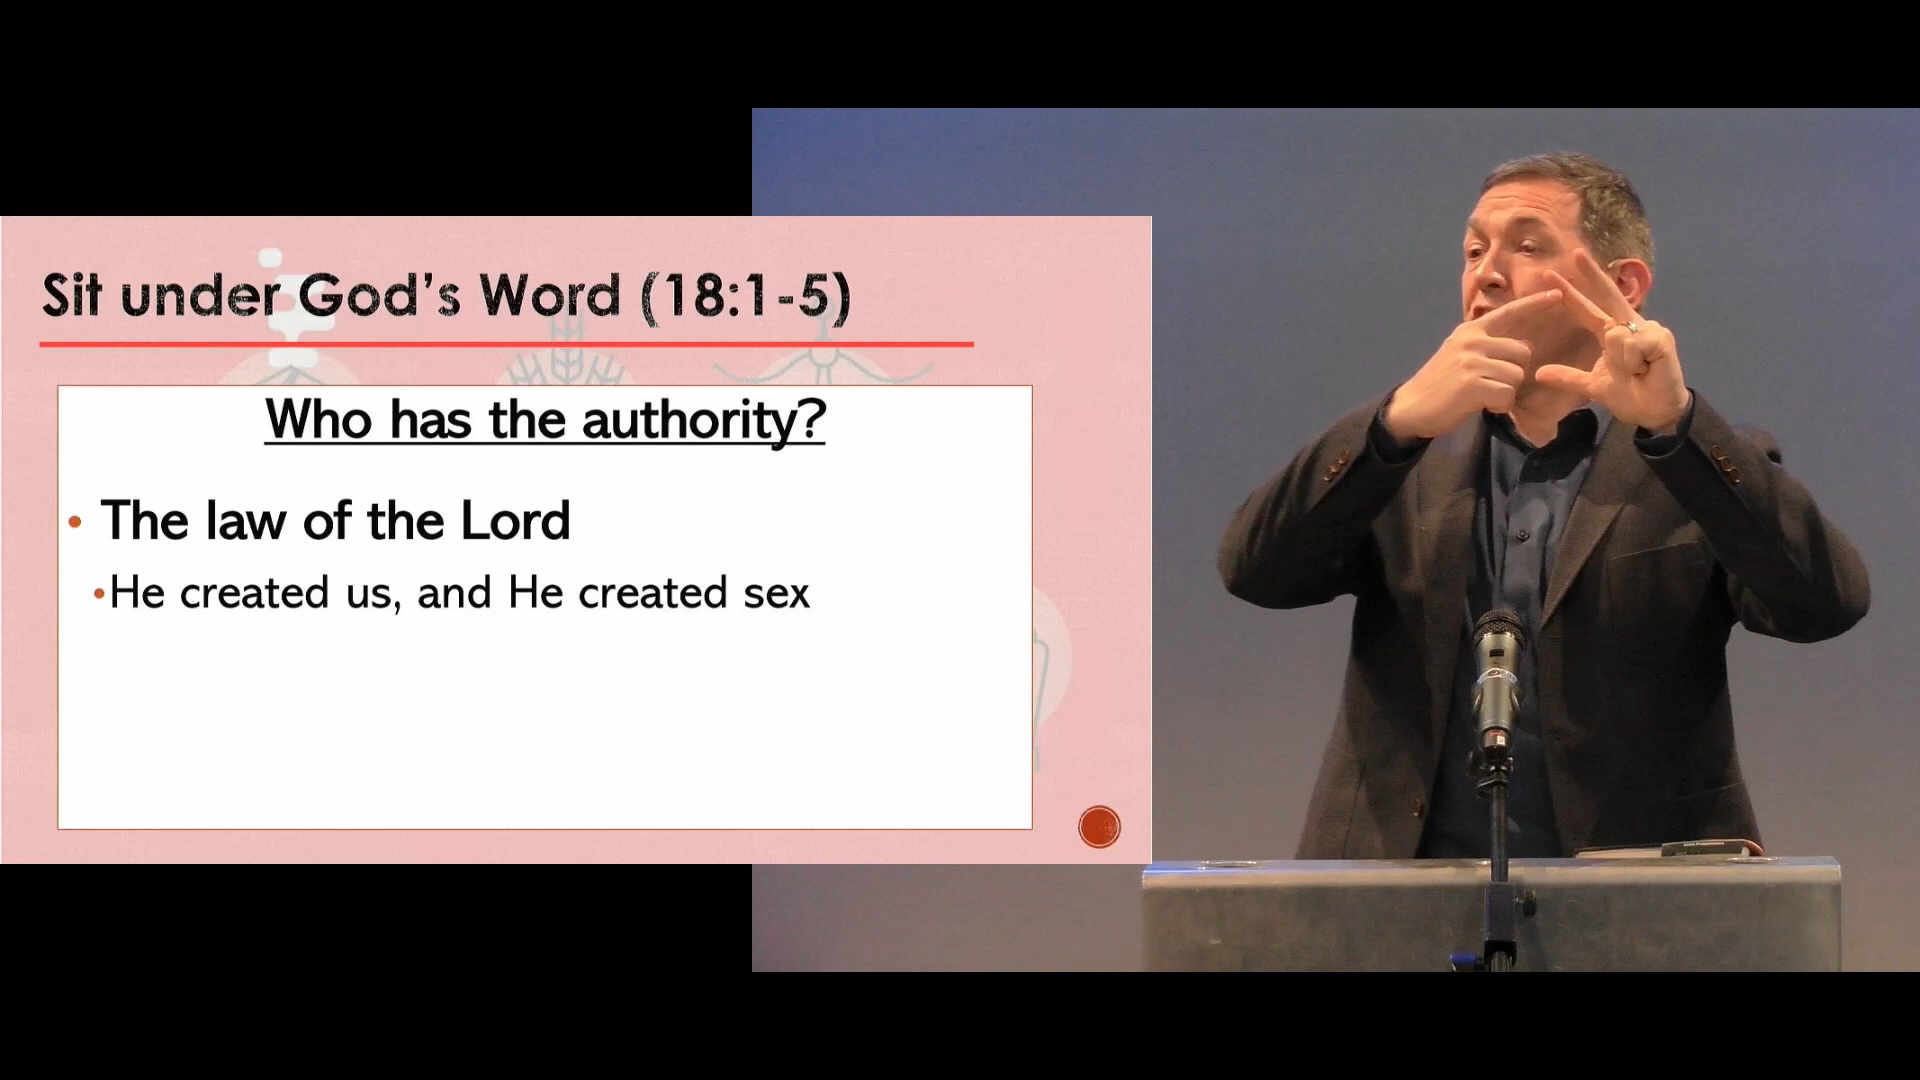 Sit under God's Word (18:1-5)
Who has the authority?
• The law of the Lord
•He created us, and He created sex